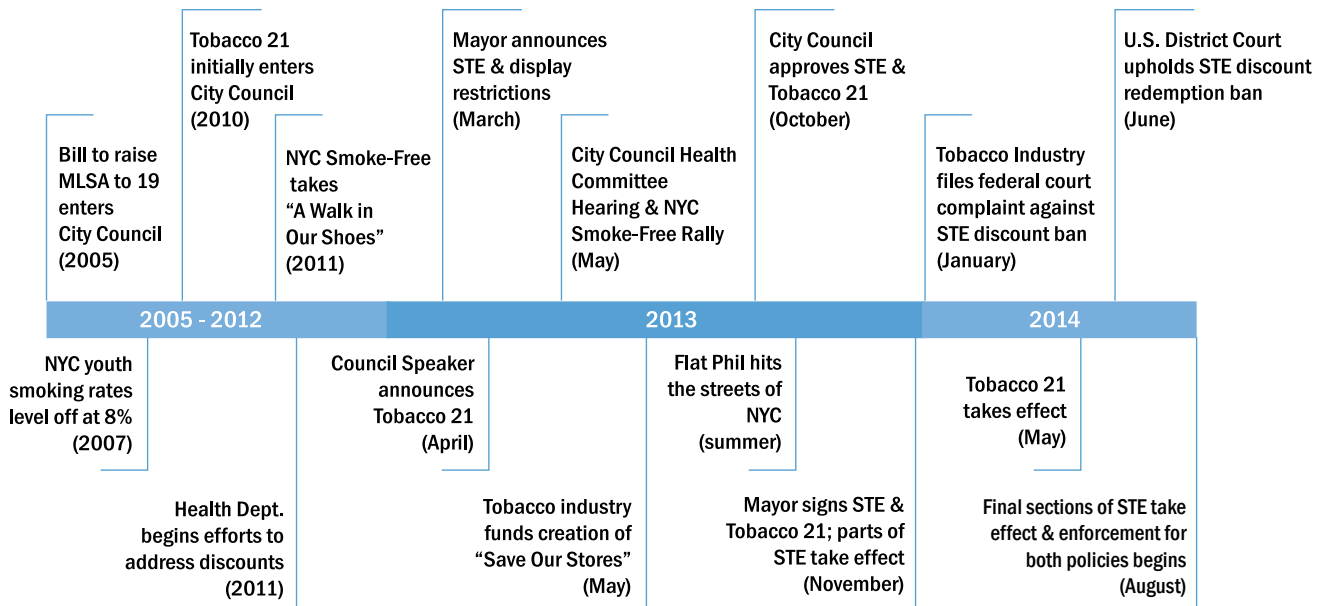 Tobacco 21
initially enters
City Council
(2010)
Mayor announces
STE & display
restrictions
(March)
City Council
approves STE &
Tobacco 21
(October)
U.S. District Court
upholds STE discount
redemption ban
(June)
Bill to raise
MLSA to 19
enters
City Council
(2005)
NYC Smoke-Free
takes
“A Walk in
Our Shoes”
(2011)
City Council Health
Committee
Hearing & NYC
Smoke-Free Rally
(May)
Tobacco Industry
files federal court
complaint against
STE discount ban
(January)
2005 - 2012
2013
2014
NYC youth
smoking rates
level off at 8%
(2007)
Council Speaker
announces
Tobacco 21
(April)
Flat Phil hits
the streets of
NYC
(summer)
Tobacco 21
takes effect
(May)
Health Dept.
begins efforts to
address discounts
(2011)
Tobacco industry
funds creation of
“Save Our Stores”
(May)
Mayor signs STE &
Tobacco 21; parts of
STE take effect
(November)
Final sections of STE take
effect & enforcement for
both policies begins
(August)